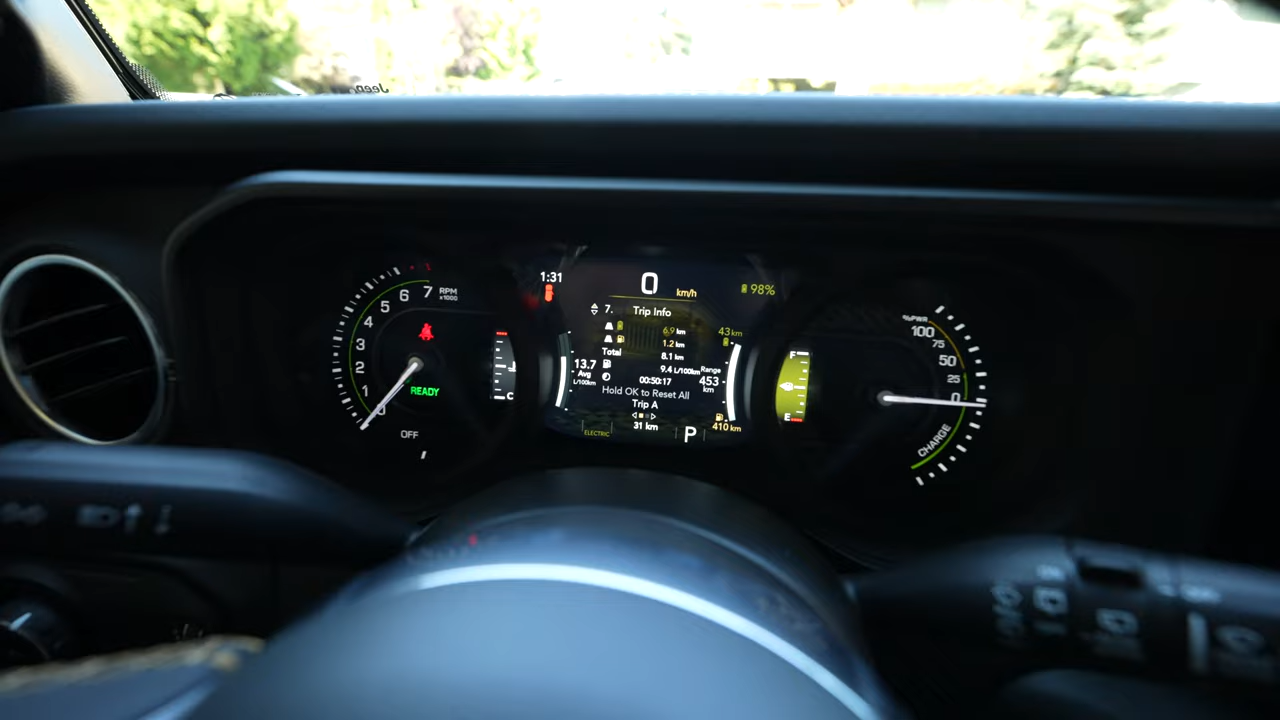 Jeep
1:31
0
km/h
98%
7. Trip Info
6.9 km
1.2 km
Total
8.1 km
9.4 L/100km
00:50:17
Hold OK to Reset All
Trip A
31 km
13.7
Avg
L/100km
43 km
Range
453
km
410 km
ELECTRIC
P
7
6
5
4
3
2
1
0
RPM
x1000
READY
OFF
C
F
E
%PWR
100
75
50
25
0
CHARGE